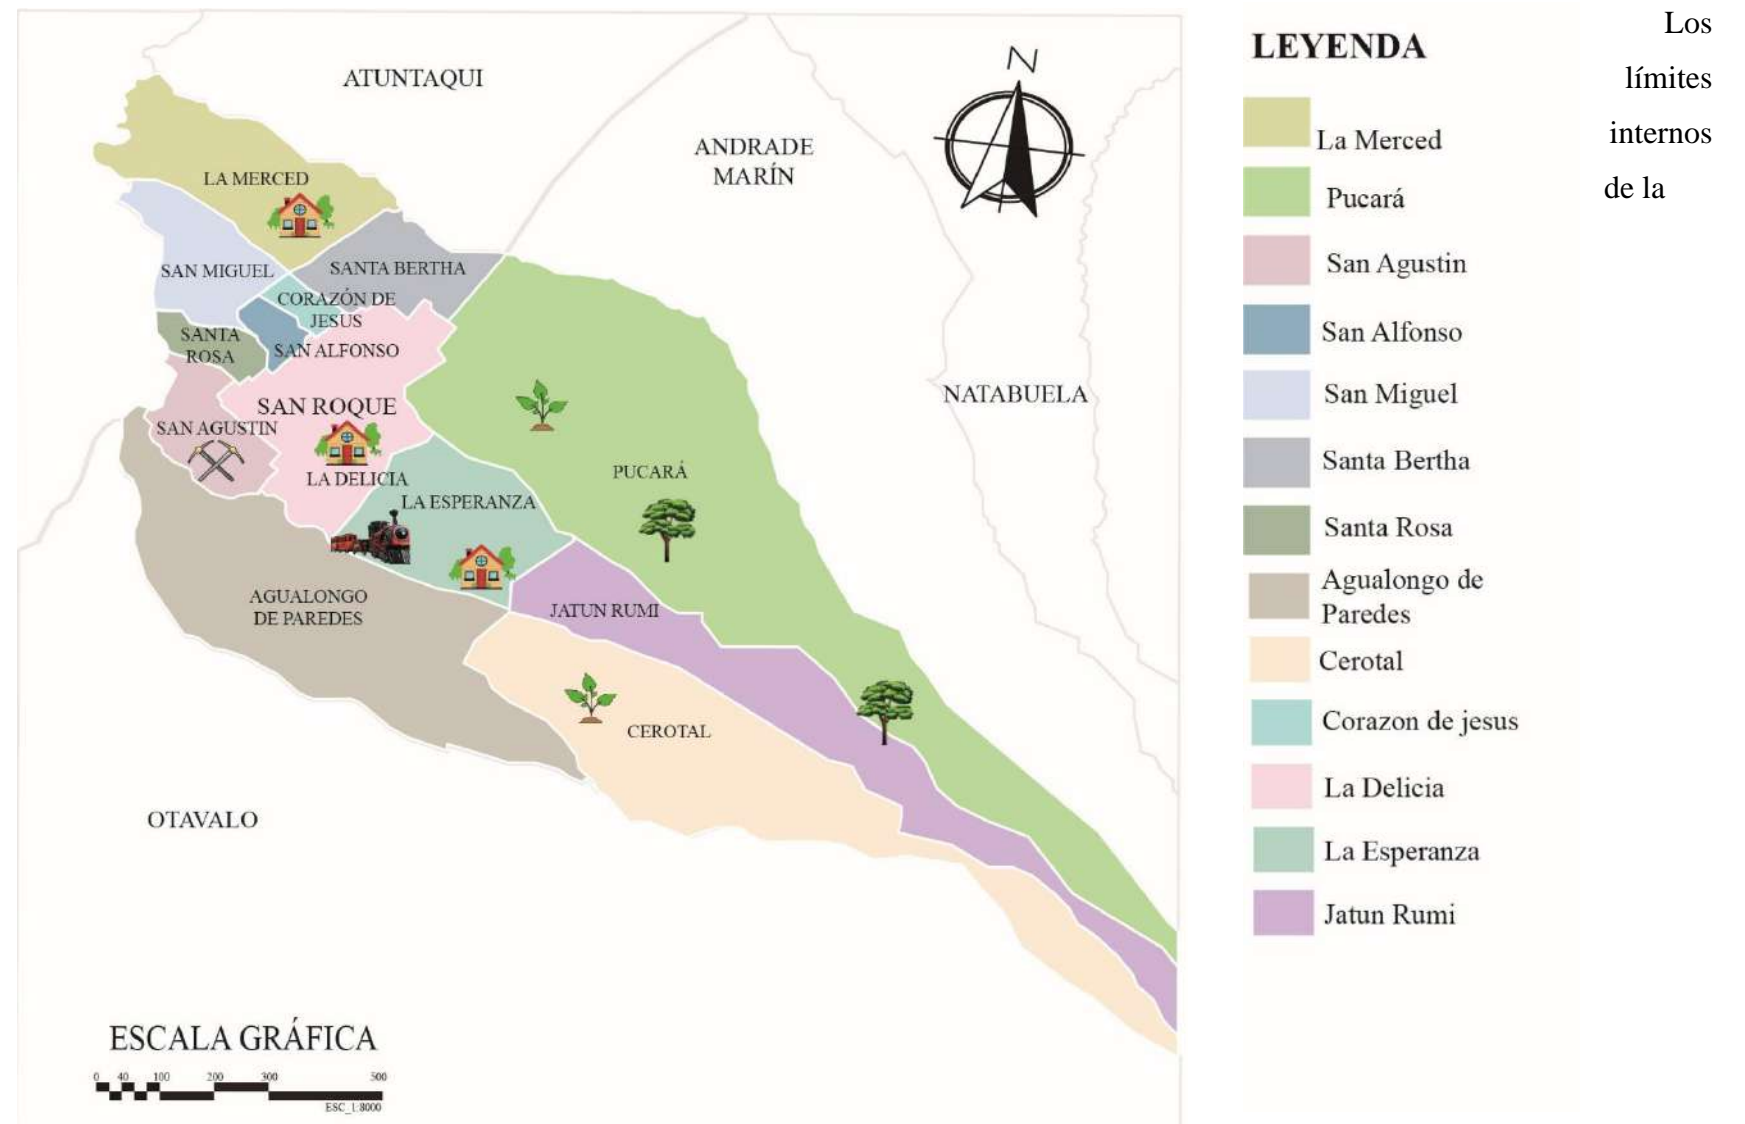 ATUNTAQUI
ANDRADE
MARÍN
NATABUELA
OTAVALO
LA MERCED
SAN MIGUEL
SANTA BERTHA
CORAZÓN DE
JESUS
SANTA
ROSA
SAN ALFONSO
SAN ROQUE
SAN AGUSTIN
LA DELICIA
LA ESPERANZA
PUCARÁ
AGUALONGO
DE PAREDES
JATUN RUMI
CEROTAL
N
ESCALA GRÁFICA
0 40 100 200 300 500
ESC_1:8000
LEYENDA
La Merced
Pucará
San Agustin
San Alfonso
San Miguel
Santa Bertha
Santa Rosa
Agualongo de
Paredes
Cerotal
Corazon de jesus
La Delicia
La Esperanza
Jatun Rumi
Los
límites
internos
de la